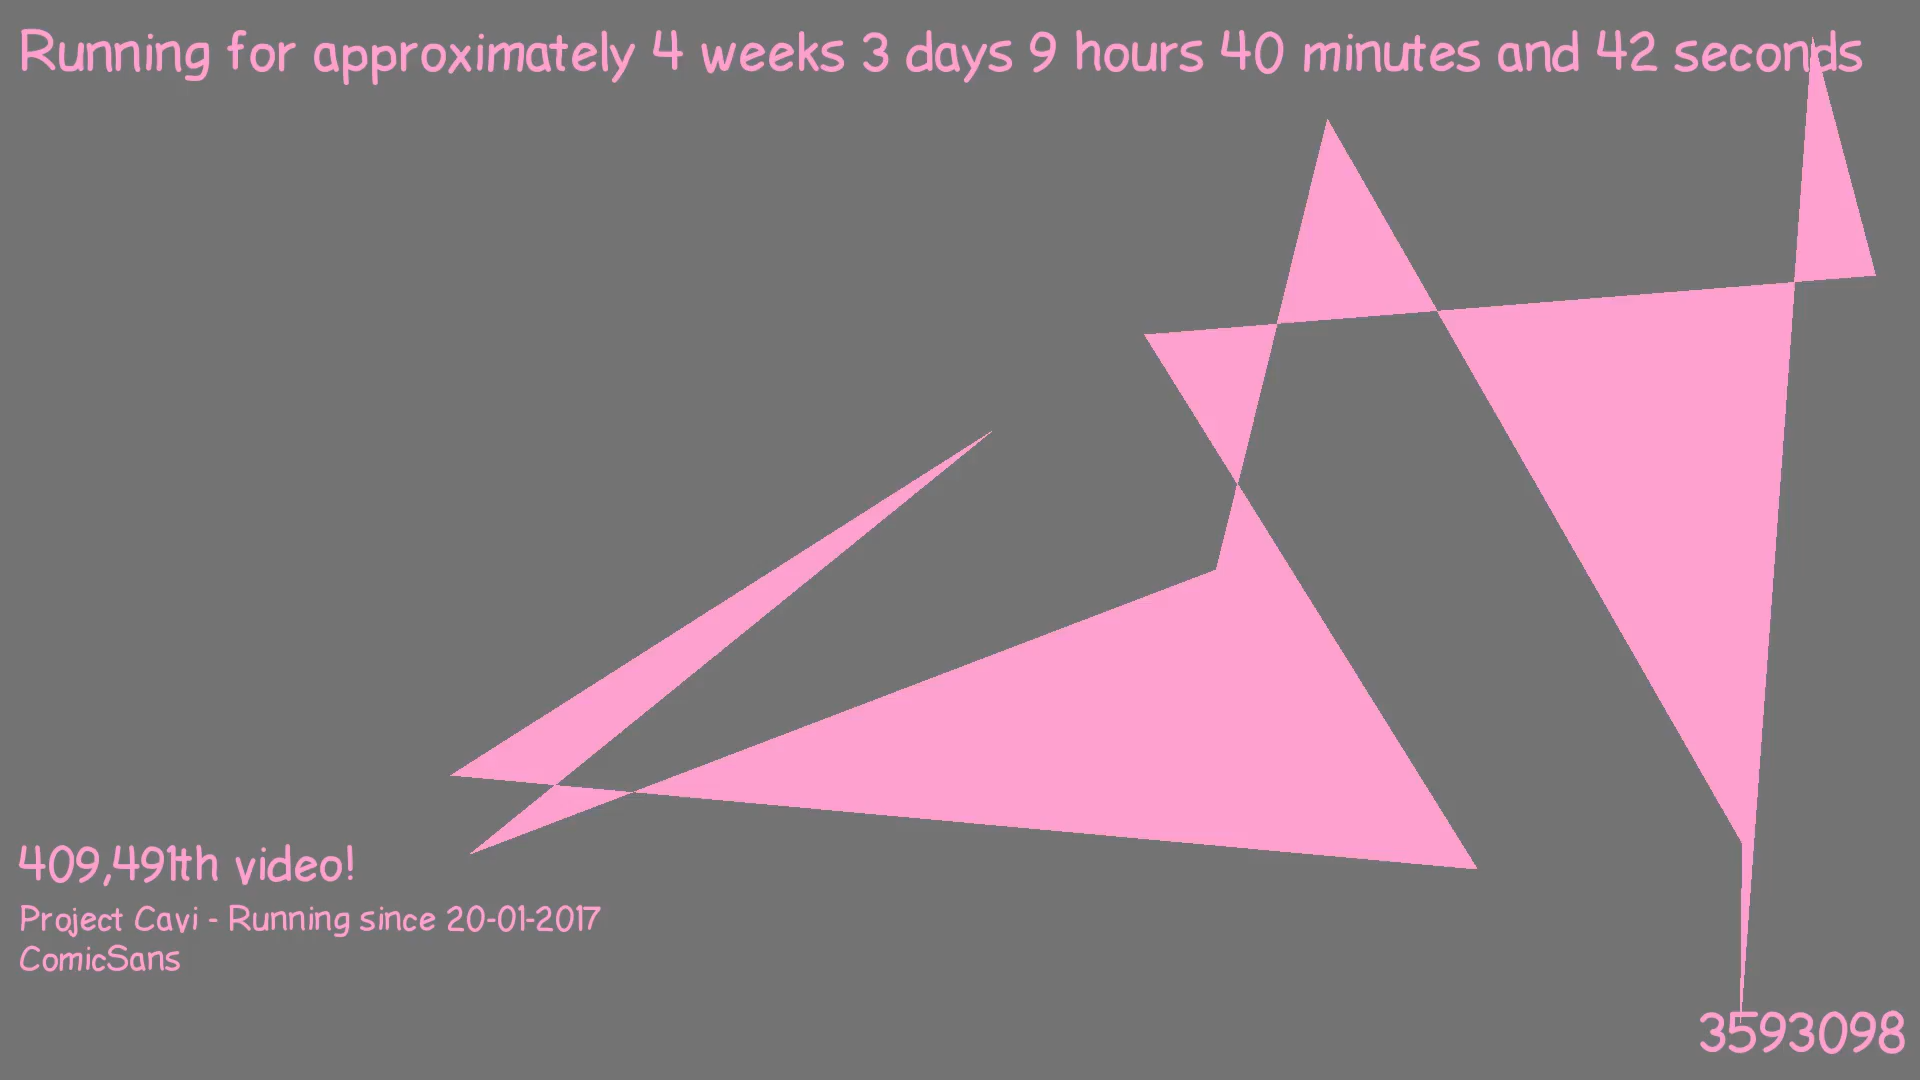 Running for approximately 4 weeks 3 days 9 hours 40 minutes and 42 seconds
409,491th video!
Project Cavi - Running since 20-01-2017
ComicSans
3593098